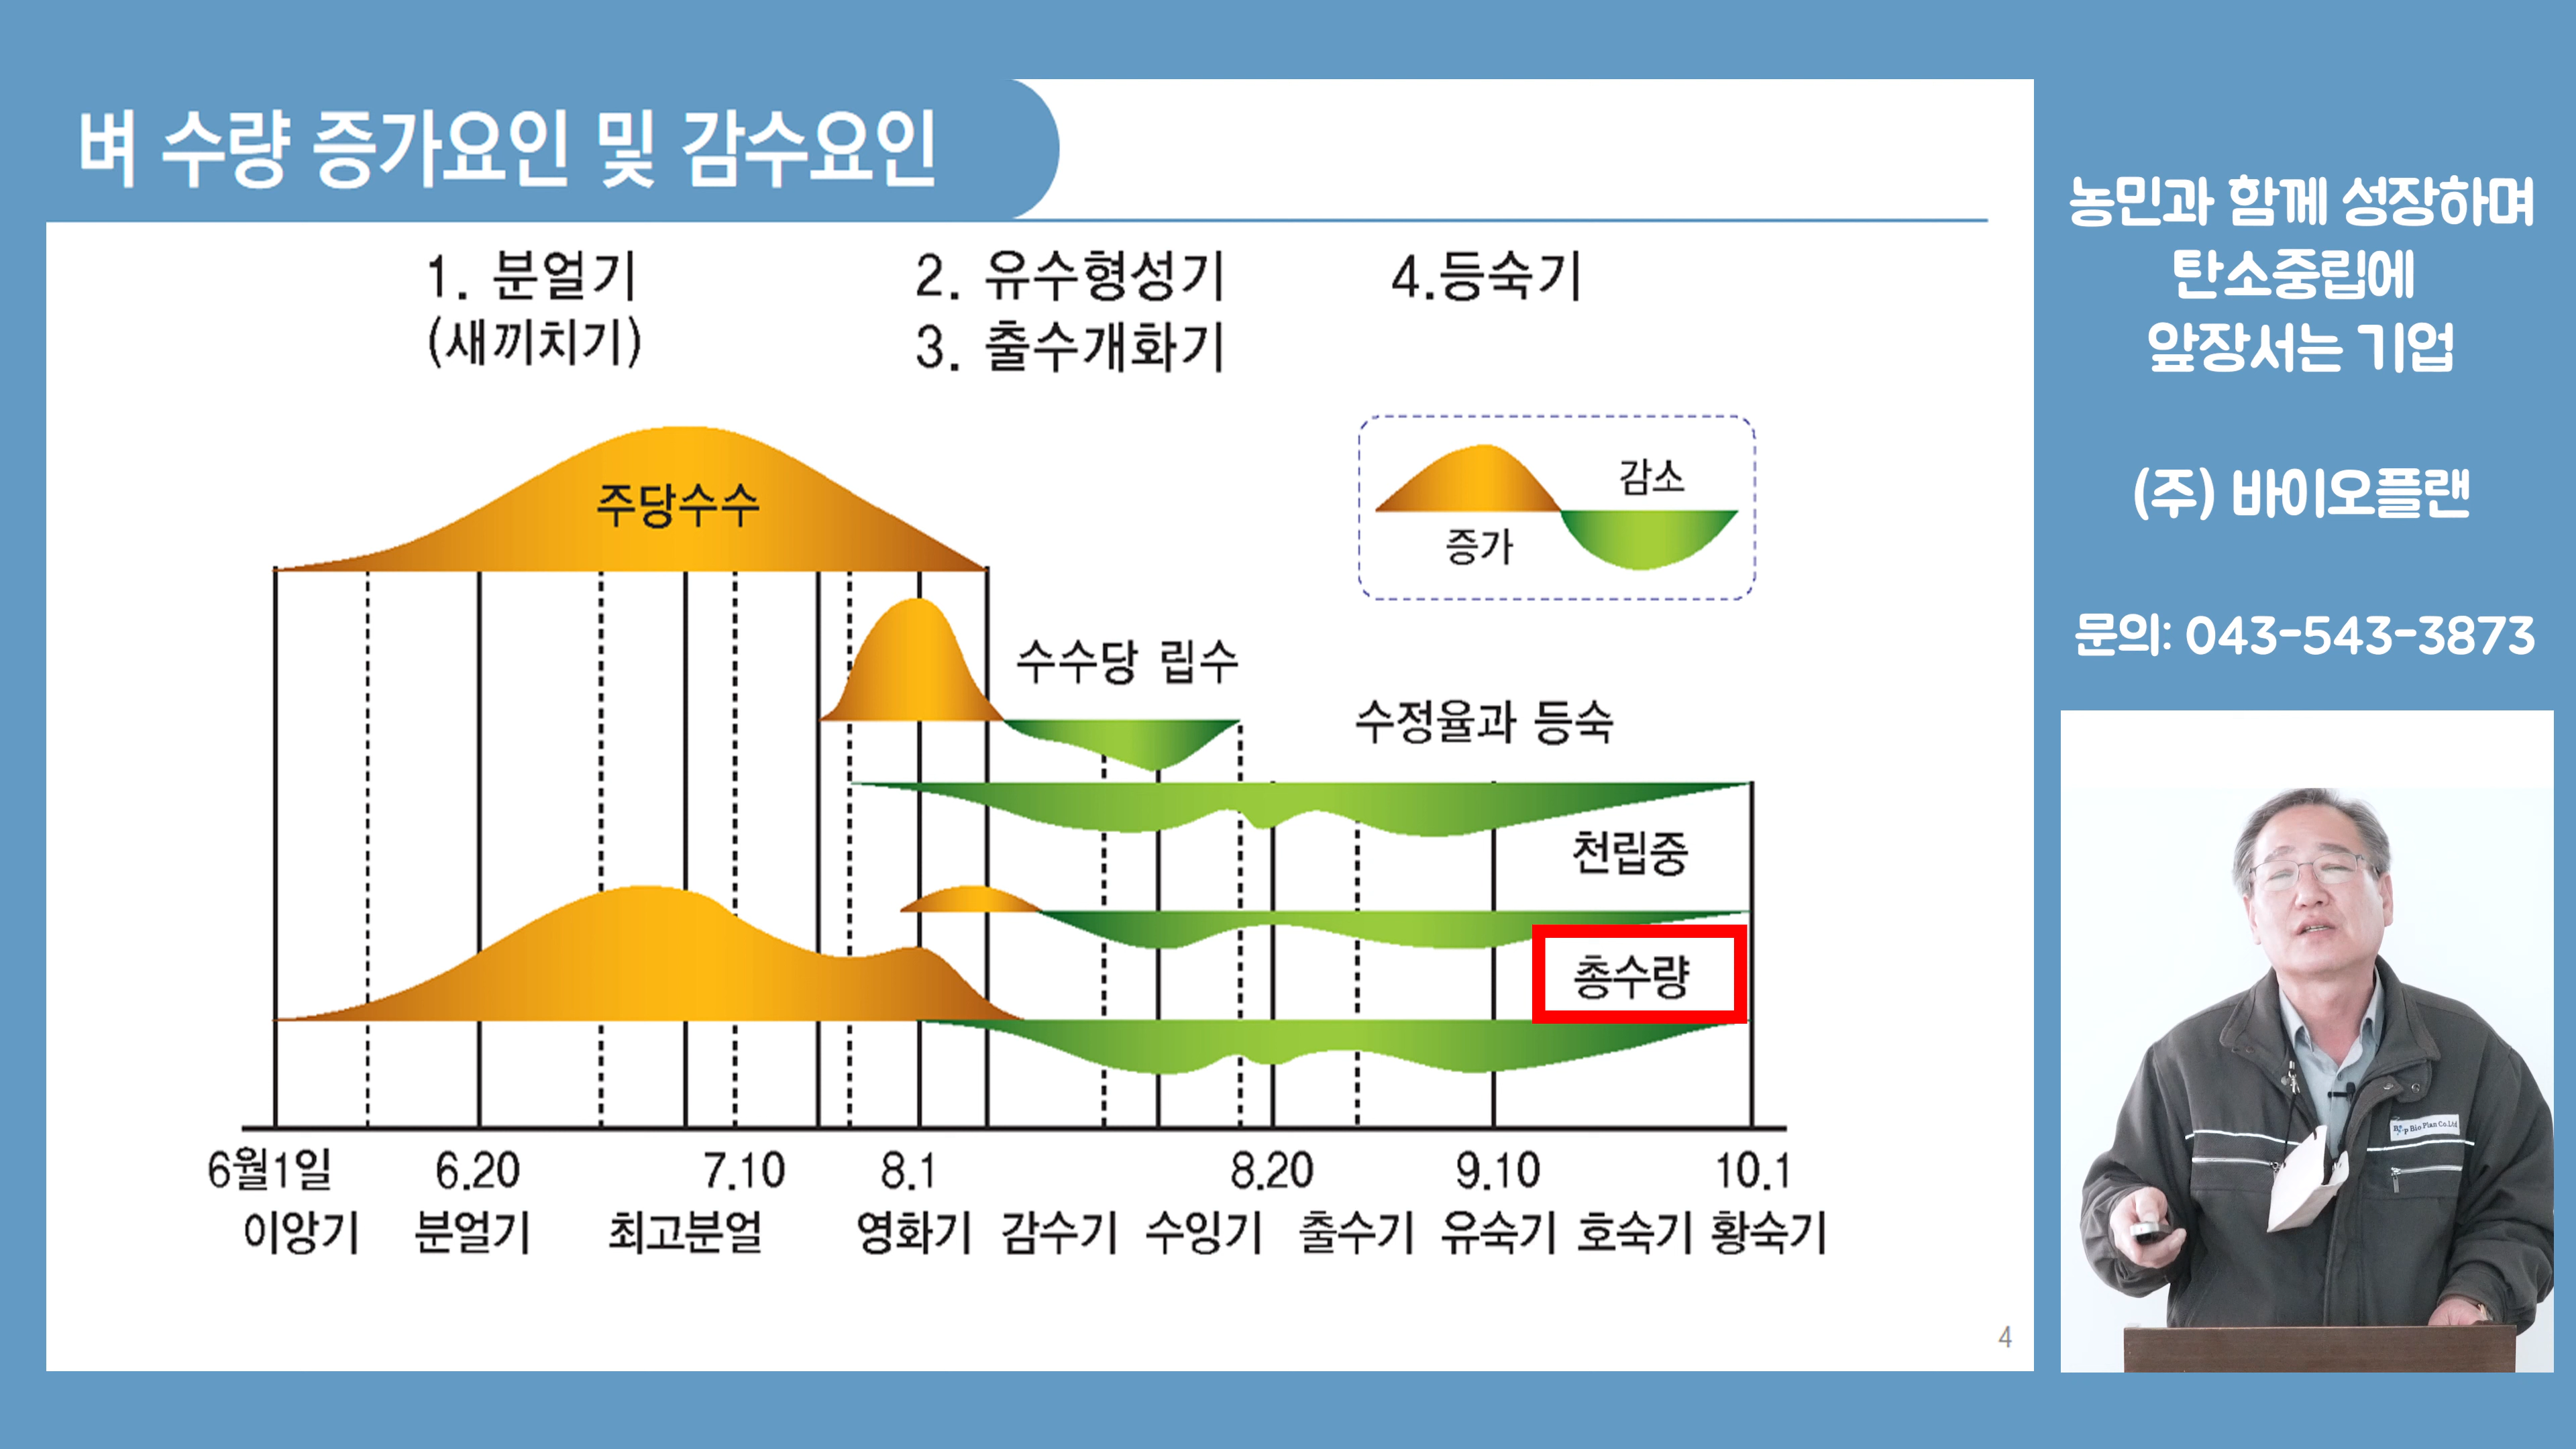 벼 수량 증가요인 및 감수요인
1. 분얼기
(새끼치기)
2. 유수형성기
3. 출수개화기
4.등숙기
주당수수
감소
증가
수수당 립수
수정율과 등숙
천립중
총수량
6월1일 6.20 7.10 8.1 8.20 9.10 10.1
이앙기 분얼기 최고분얼 영화기 감수기 수잉기 출수기 유숙기 호숙기 황숙기
4
농민과 함께 성장하며
탄소중립에
앞장서는 기업
(주) 바이오플랜
문의: 043-543-3873
Bio Plan Co.Ltd